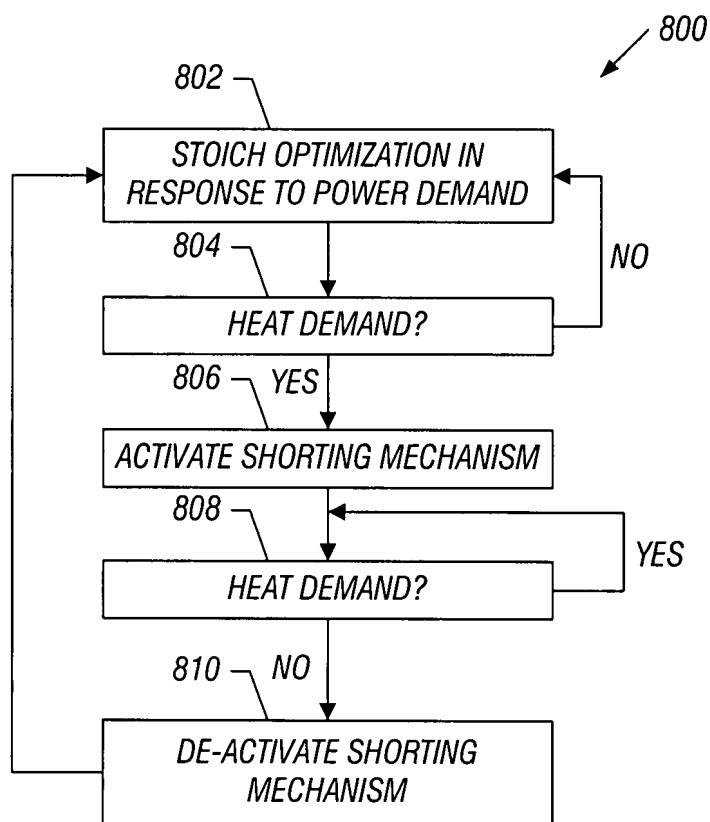 800
802
STOICH OPTIMIZATION IN
RESPONSE TO POWER DEMAND
804
NO
HEAT DEMAND?
806
YES
ACTIVATE SHORTING MECHANISM
808
YES
HEAT DEMAND?
810
NO
DE-ACTIVATE SHORTING
MECHANISM